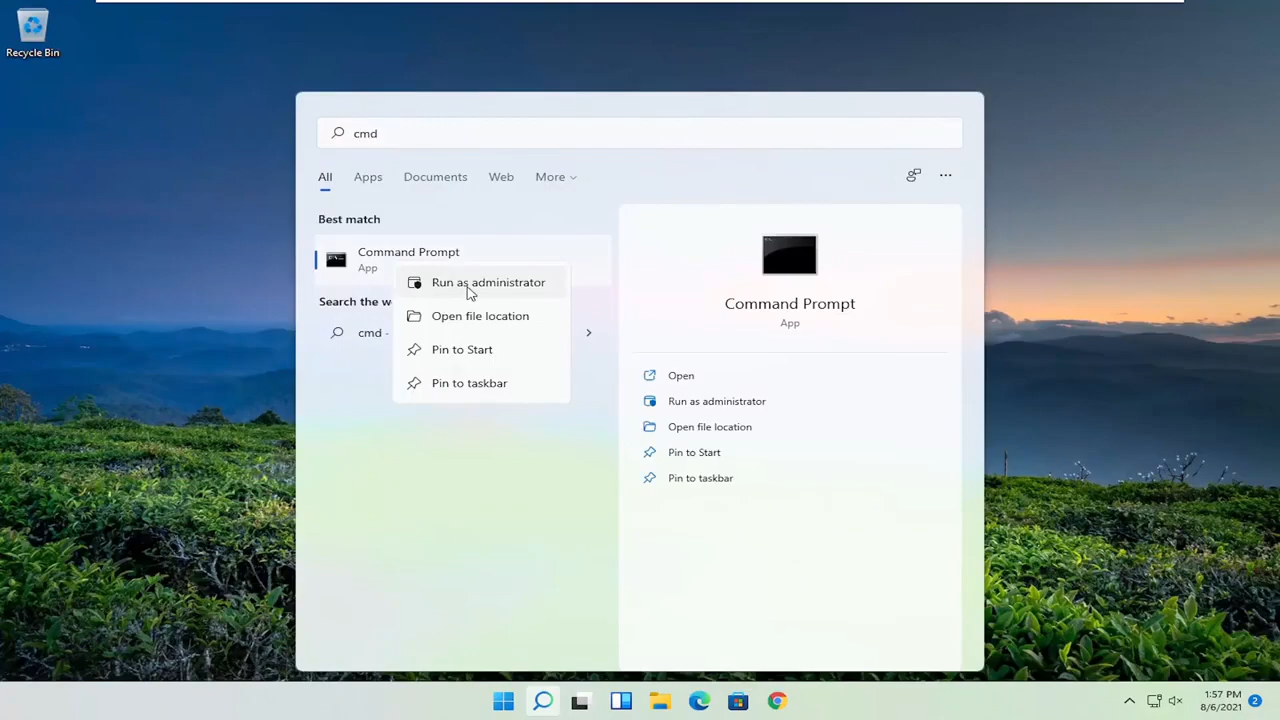 Recycle Bin
cmd
All Apps Documents Web More
Best match
Command Prompt
App
Run as administrator
Search the we
Open file location
cmd -
Pin to Start
Pin to taskbar
Command Prompt
App
Open
Run as administrator
Open file location
Pin to Start
Pin to taskbar
1:57 PM
8/6/2021
2